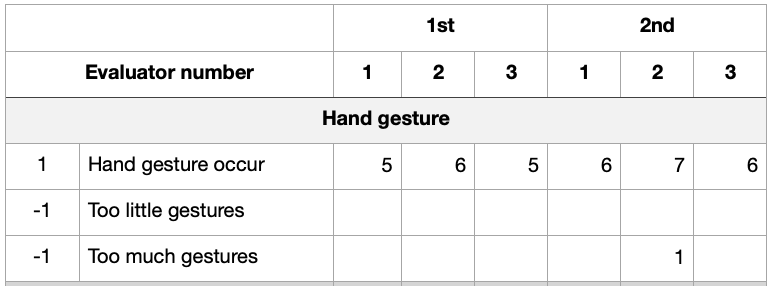 1st 2nd
Evaluator number 1 2 3 1 2 3
Hand gesture
1 Hand gesture occur 5 6 5 6 7 6
-1 Too little gestures
-1 Too much gestures 1